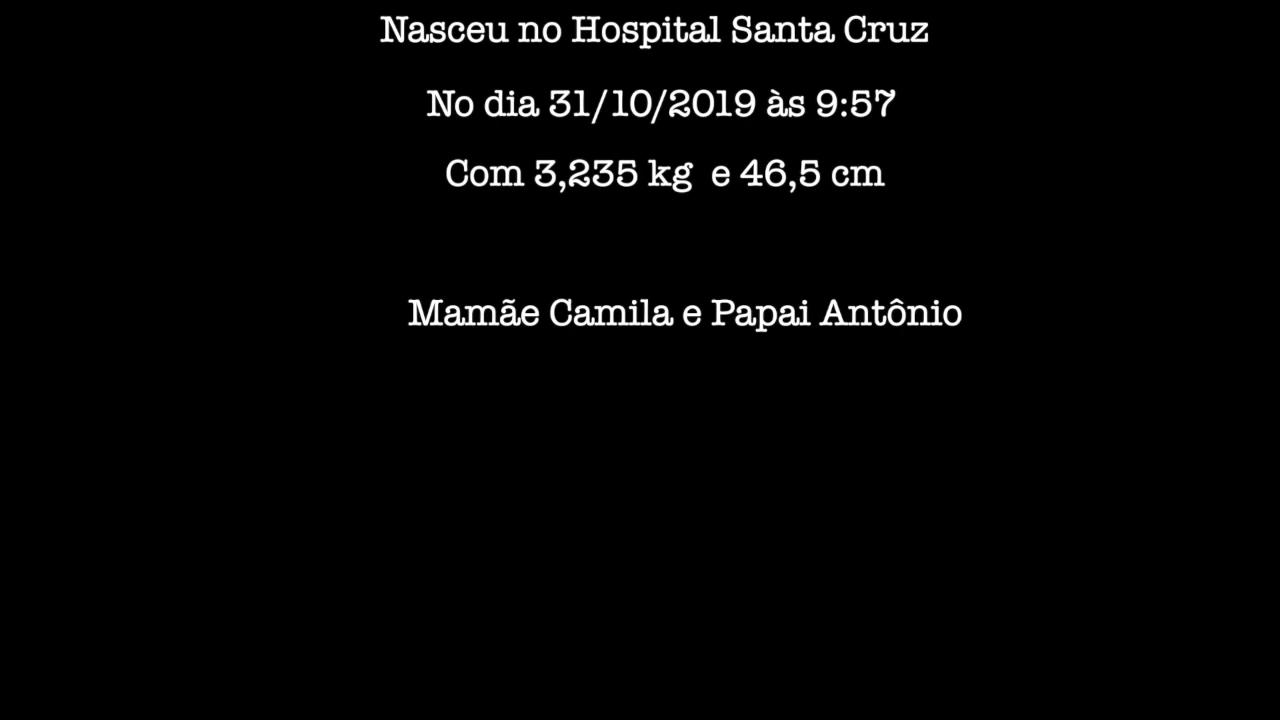 Nasceu no Hospital Santa Cruz
No dia 31/10/2019 às 9:57
Com 3,235 kg e 46,5 cm
Mamãe Camila e Papai Antônio